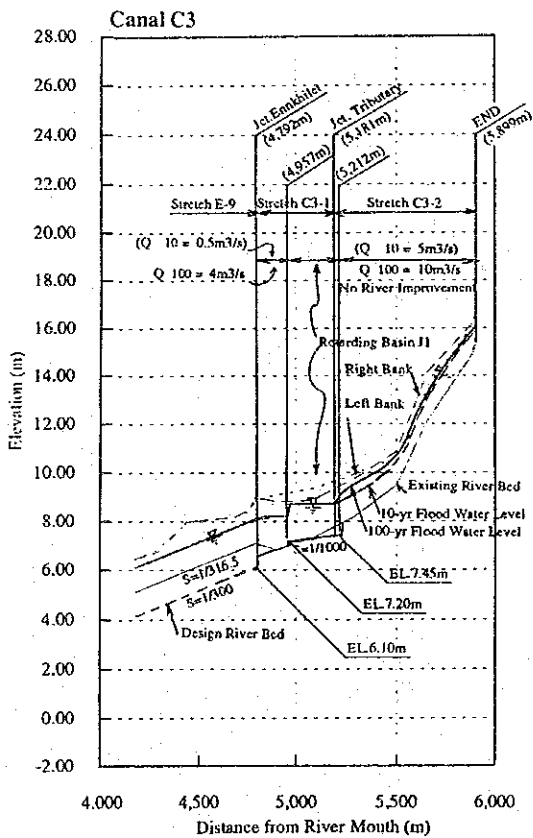 Canal C3
28.00
26.00
24.00
22.00
20.00
18.00
16.00
14.00
12.00
10.00
8.00
6.00
4.00
2.00
0.00
-2.00
Elevation (m)
Jct. Ennkhilet
(4,792m)
(4,957m)
Jct. Tributary
(5,181m)
(5,212m)
END
(5,899m)
Stretch E-9
Stretch C3-1
Stretch C3-2
(Q 10 = 0.5m3/s)
Q 100 = 4m3/s
(Q 10 = 5m3/s)
Q 100 = 10m3/s
No River Improvement
Retarding Basin J1
Right Bank
Left Bank
Existing River Bed
10-yr Flood Water Level
100-yr Flood Water Level
S=1/316.5
S=1/300
S=1/1000
Design River Bed
EL.7.45m
EL.7.20m
EL.6.10m
4.000
4,500
5,000
5,500
6,000
Distance from River Mouth (m)